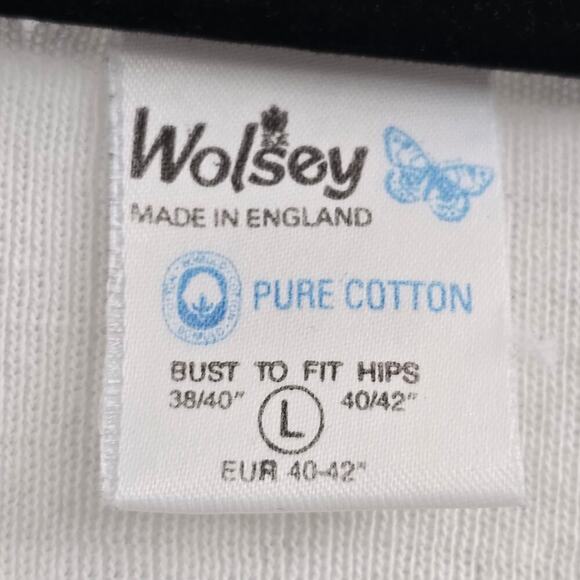 Wolsey
MADE IN ENGLAND
PURE COTTON
BUST TO FIT HIPS
38/40" L 40/42"
EUR 40-42"